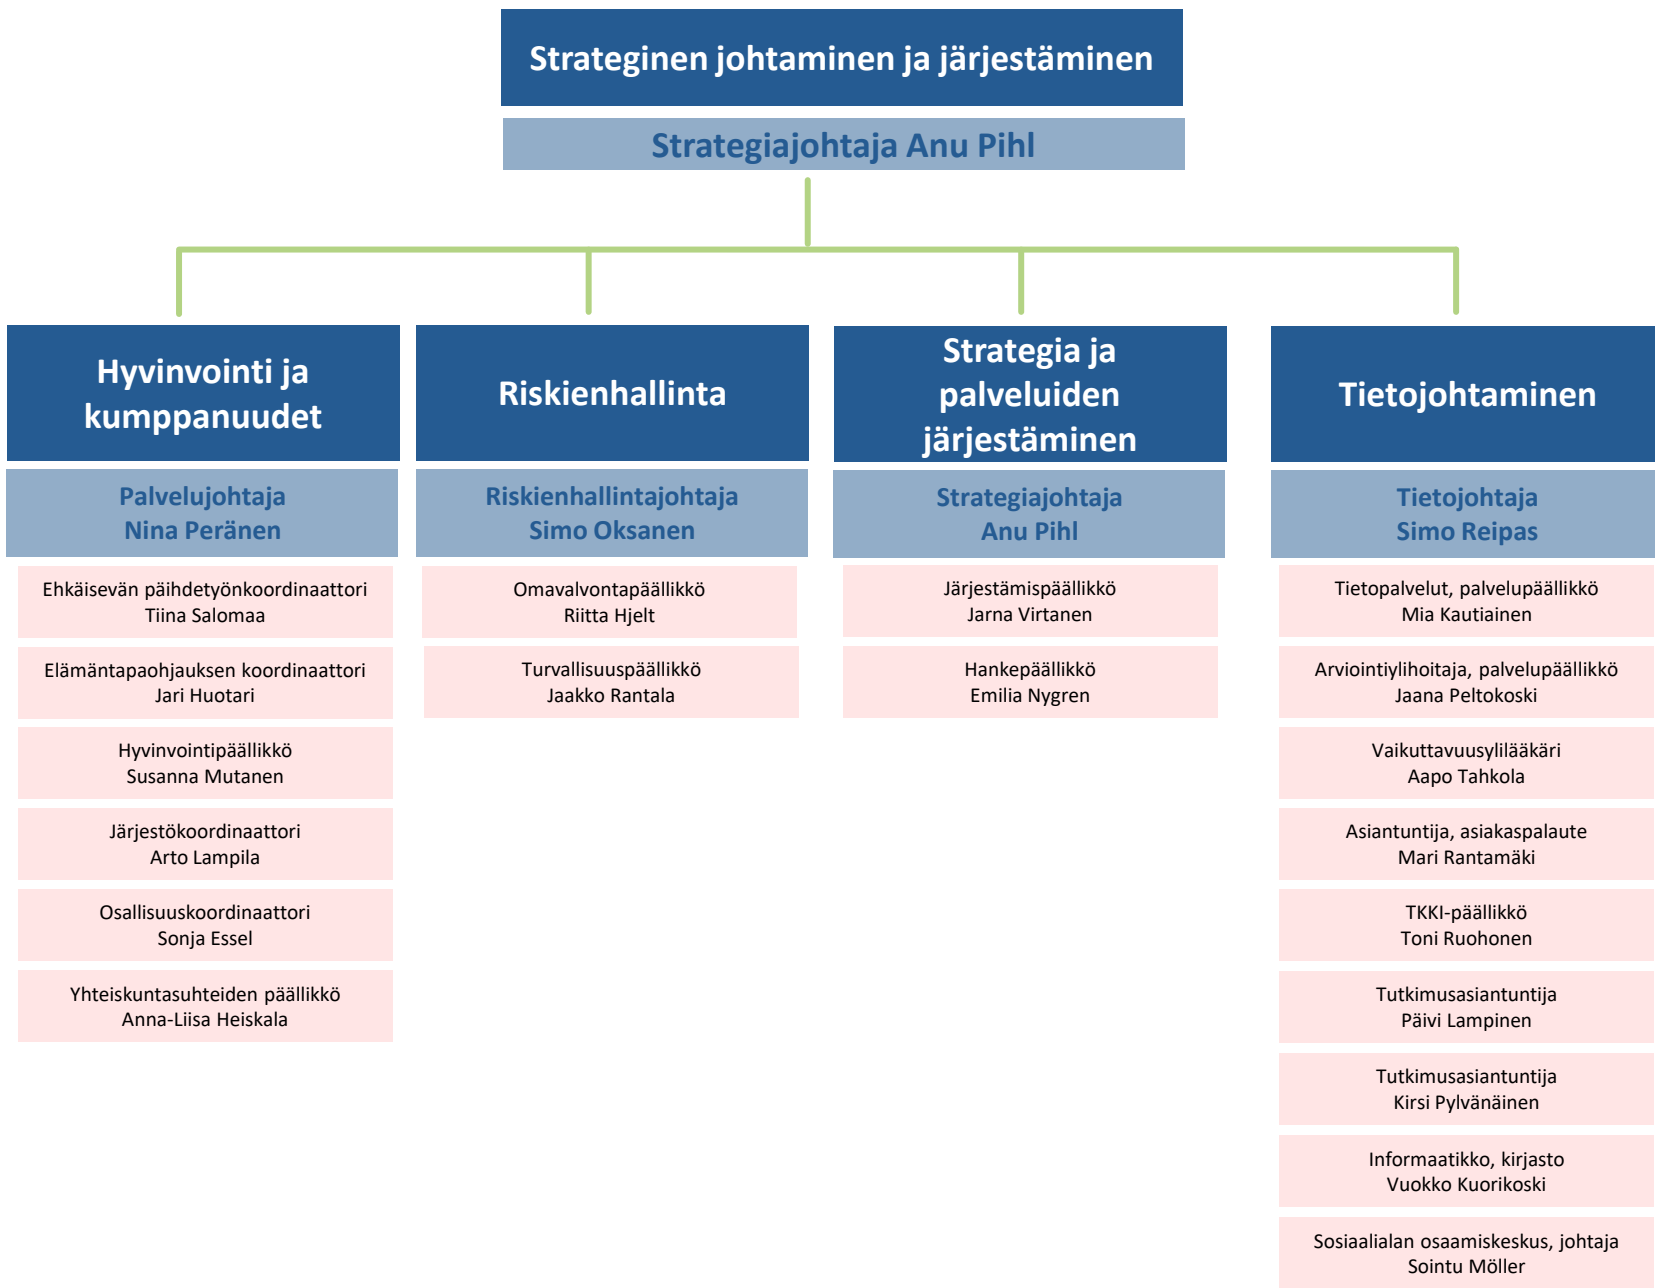 Strateginen johtaminen ja järjestäminen
Strategiajohtaja Anu Pihl
Hyvinvointi ja
kumppanuudet
Palvelujohtaja
Nina Peränen
Ehkäisevän päihdetyönkoordinaattori
Tiina Salomaa
Elämäntapaohjauksen koordinaattori
Jari Huotari
Hyvinvointipäällikkö
Susanna Mutanen
Järjestökoordinaattori
Arto Lampila
Osallisuuskoordinaattori
Sonja Essel
Yhteiskuntasuhteiden päällikkö
Anna-Liisa Heiskala
Riskienhallinta
Riskienhallintajohtaja
Simo Oksanen
Omavalvontapäällikkö
Riitta Hjelt
Turvallisuuspäällikkö
Jaakko Rantala
Strategia ja
palveluiden
järjestäminen
Strategiajohtaja
Anu Pihl
Järjestämispäällikkö
Jarna Virtanen
Hankepäällikkö
Emilia Nygren
Tietojohtaminen
Tietojohtaja
Simo Reipas
Tietopalvelut, palvelupäällikkö
Mia Kautiainen
Arviointiylihoitaja, palvelupäällikkö
Jaana Peltokoski
Vaikuttavuusylilääkäri
Aapo Tahkola
Asiantuntija, asiakaspalaute
Mari Rantamäki
TKKI-päällikkö
Toni Ruohonen
Tutkimusasiantuntija
Päivi Lampinen
Tutkimusasiantuntija
Kirsi Pylvänäinen
Informaatikko, kirjasto
Vuokko Kuorikoski
Sosiaalialan osaamiskeskus, johtaja
Sointu Möller